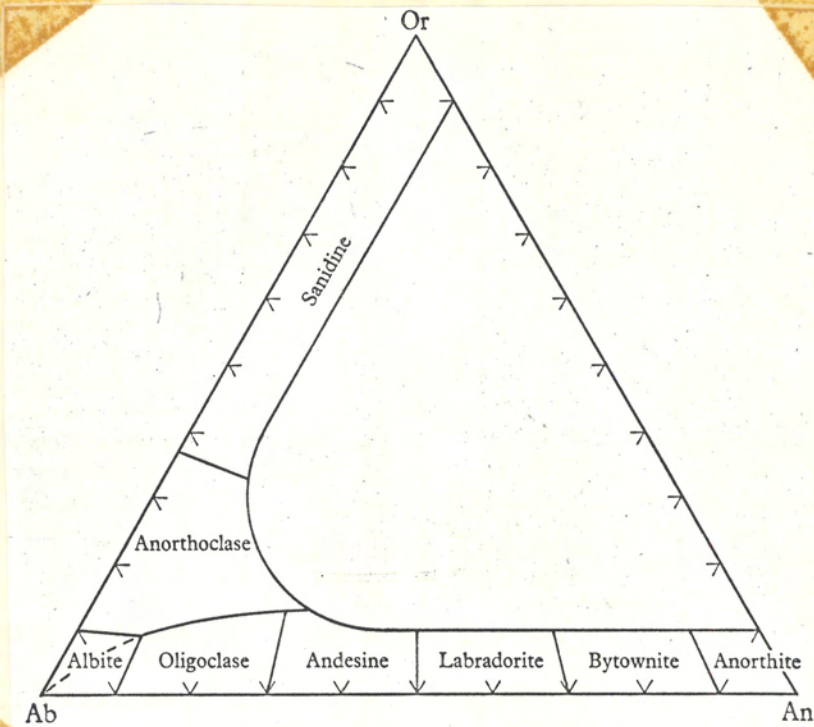 Or
Sanidine
Anorthoclase
Albite Oligoclase Andesine Labradorite Bytownite Anorthite
Ab An